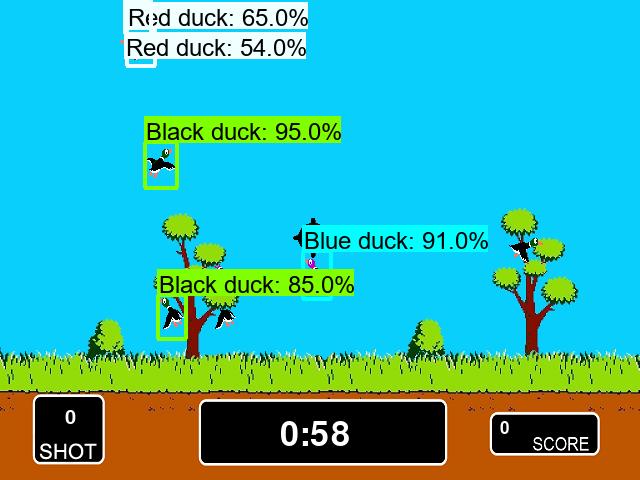 Red duck: 65.0%
Red duck: 54.0%
Black duck: 95.0%
Blue duck: 91.0%
Black duck: 85.0%
0
SHOT
0:58
0
SCORE